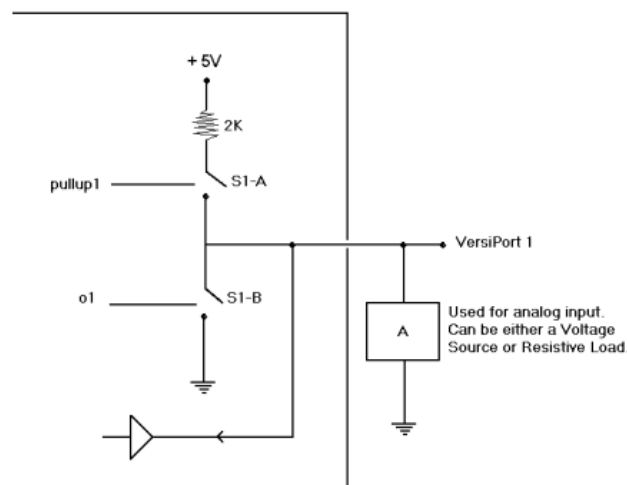 +5V
2K
S1-A
pullup1
VersiPort 1
o1
S1-B
A
Used for analog input.
Can be either a Voltage
Source or Resistive Load.